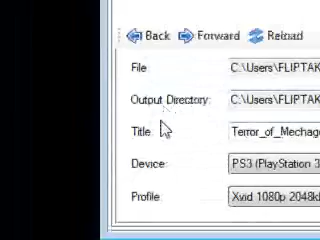 Back Forward Reload
File C:\Users\FLIPTAK
Output Directory: C:\Users\FLIPTAK
Title Terror_of_Mechag
Device: PS3 (PlayStation 3
Profile Xvid 1080p 2048k